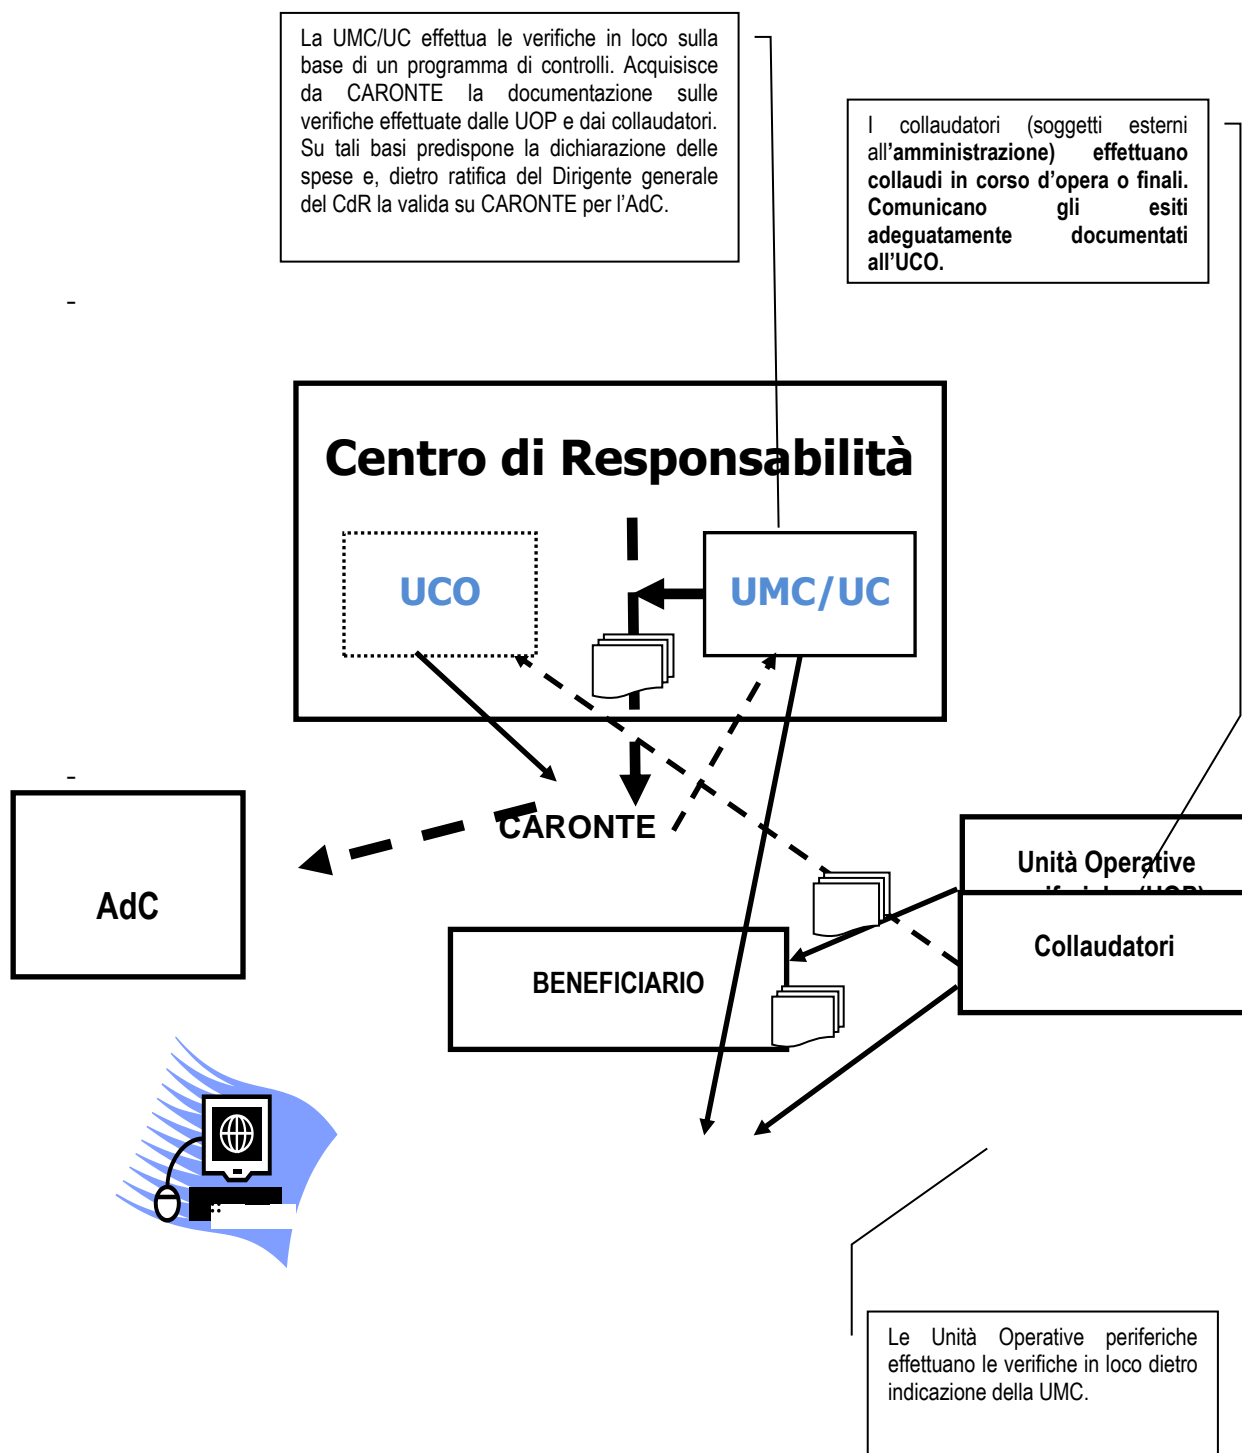 La UMC/UC effettua le verifiche in loco sulla
base di un programma di controlli. Acquisisce
da CARONTE la documentazione sulle
verifiche effettuate dalle UOP e dai collaudatori.
Su tali basi predispone la dichiarazione delle
spese e, dietro ratifica del Dirigente generale
del CdR la valida su CARONTE per l’AdC.
I collaudatori (soggetti esterni
all’amministrazione) effettuano
collaudi in corso d’opera o finali.
Comunicano gli esiti
adeguatamente documentati
all’UCO.
-
Centro di Responsabilità
UCO
UMC/UC
-
CARONTE
AdC
Unità Operative
BENEFICIARIO
Collaudatori
Le Unità Operative periferiche
effettuano le verifiche in loco dietro
indicazione della UMC.